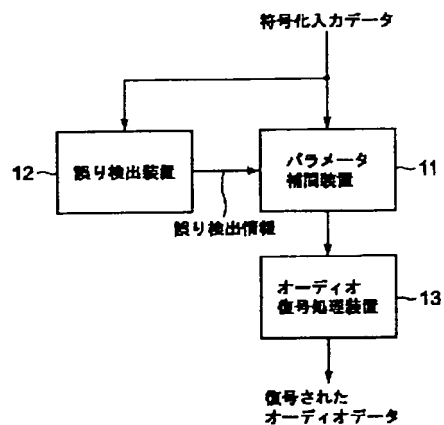 符号化入力データ
12
誤り検出装置
誤り検出情報
パラメータ
補間装置
11
オーディオ
復号処理装置
13
復号された
オーディオデータ